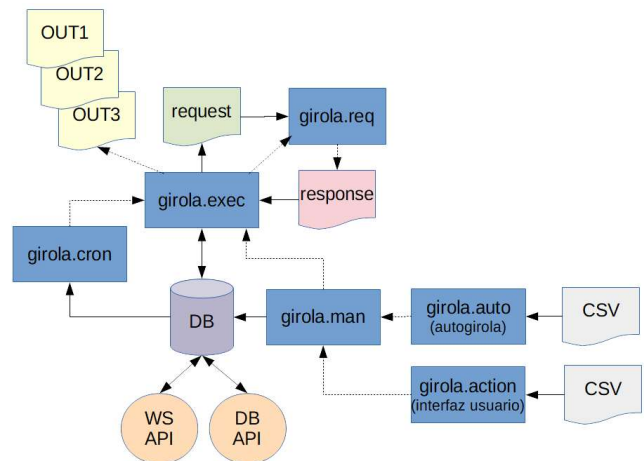 OUT1
OUT2
OUT3
request
girola.req
girola.exec
response
girola.cron
DB
girola.man
girola.auto
(autogirola)
CSV
girola.action
(interfaz usuario)
CSV
WS
API
DB
API